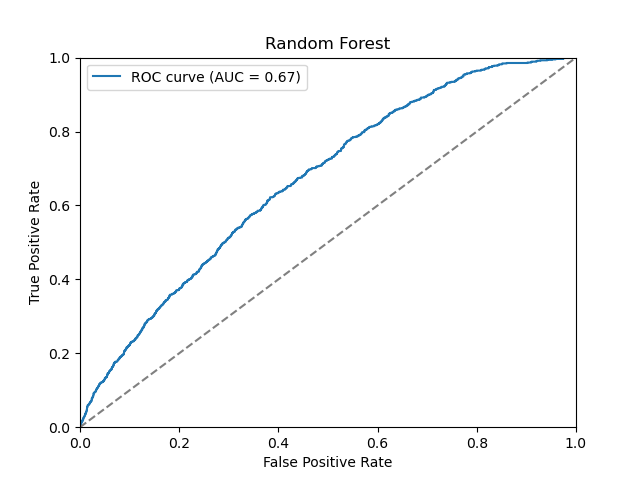 Random Forest
ROC curve (AUC = 0.67)
1.0
0.8
0.6
0.4
0.2
0.0
True Positive Rate
0.0 0.2 0.4 0.6 0.8 1.0
False Positive Rate